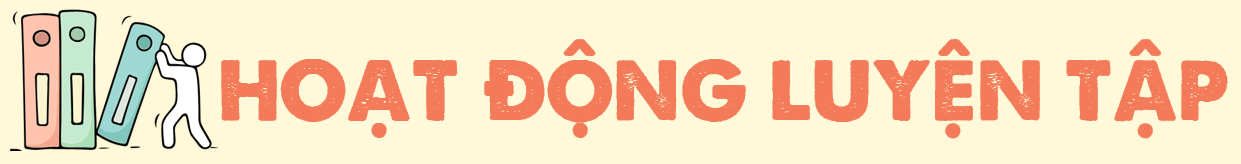 HOẠT ĐỘNG LUYỆN TẬP